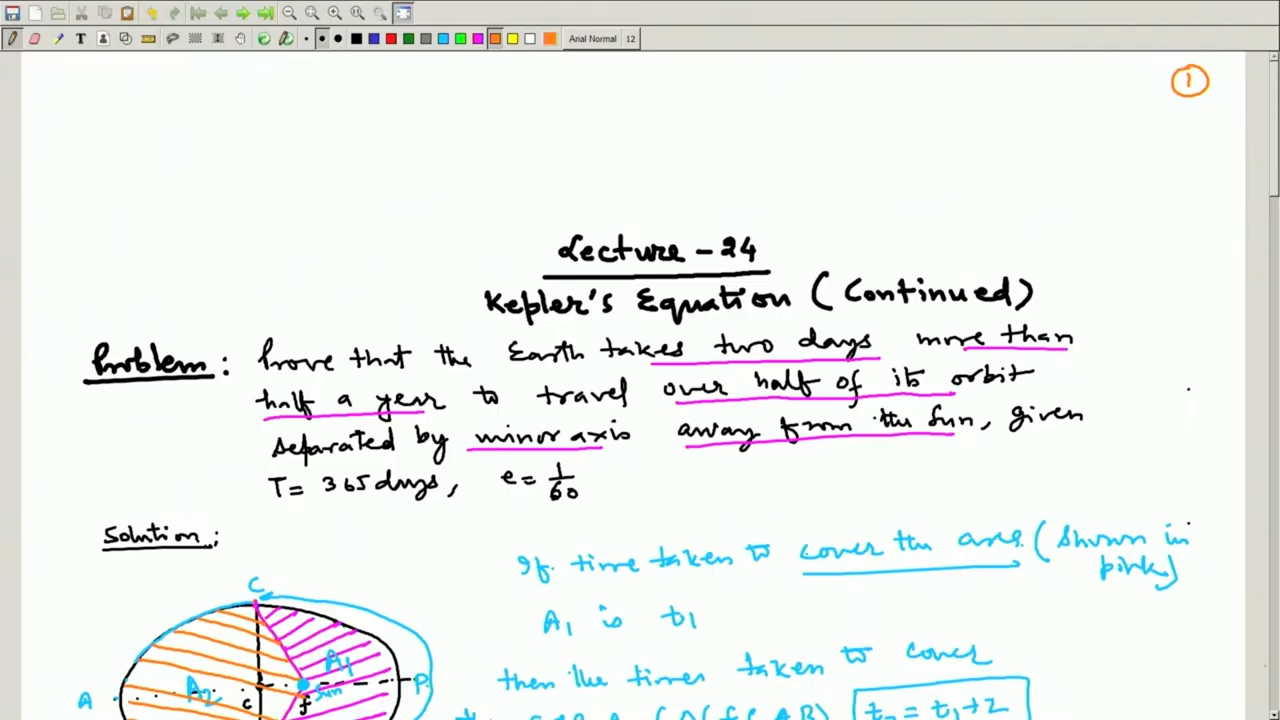 Arial Normal 12
1
Lecture - 24
Kepler's Equation (Continued)
Problem: Prove that the Earth takes two days more than
half a year to travel over half of its orbit
separated by minor axis away from the Sun, given
T = 365 days, e = 1/60
Solution:
If time taken to cover the area (shown in
pink)
A1 is t1
then the times taken to cover
C
A1
A2
Sun
P
A
c
f
t2 = t1 + 2